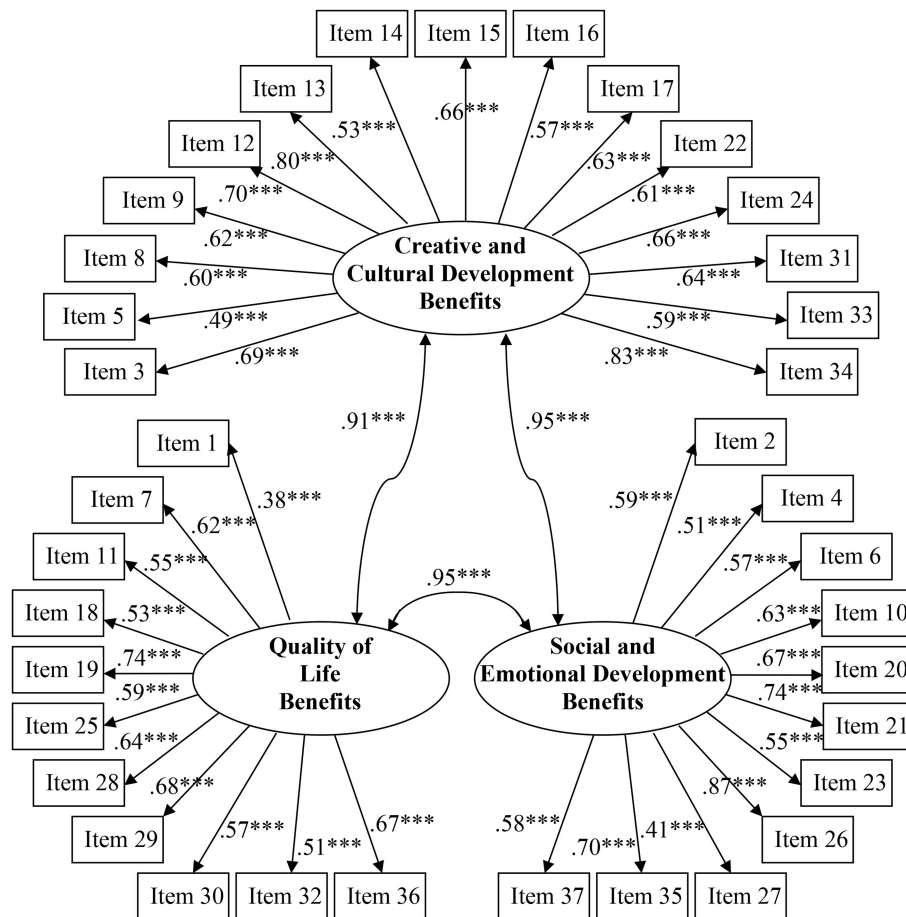 Item 14
Item 15
Item 16
Item 13
Item 17
Item 12
Item 22
Item 9
Item 24
Item 8
Item 31
Item 5
Item 33
Item 3
Item 34
.53***
.66***
.57***
.80***
.63***
.70***
.61***
.62***
.66***
.60***
.64***
.49***
.59***
.69***
.83***
Creative and
Cultural Development
Benefits
.91***
.95***
.95***
Item 1
Item 7
Item 11
Item 18
Item 19
Item 25
Item 28
Item 29
Item 30
Item 32
Item 36
.38***
.62***
.55***
.53***
.74***
.59***
.64***
.68***
.57***
.51***
.67***
Quality of
Life
Benefits
Item 2
Item 4
Item 6
Item 10
Item 20
Item 21
Item 23
Item 26
Item 27
Item 35
Item 37
.59***
.51***
.57***
.63***
.67***
.74***
.55***
.87***
.41***
.70***
.58***
Social and
Emotional Development
Benefits